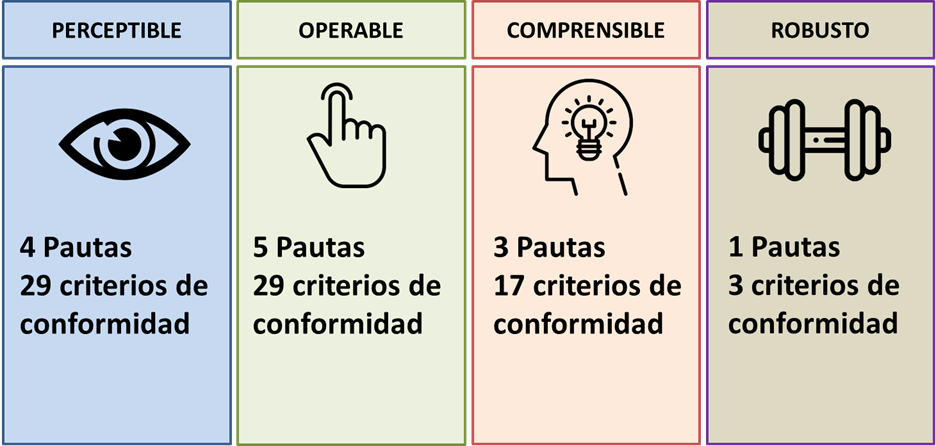 PERCEPTIBLE
OPERABLE
COMPRENSIBLE
ROBUSTO
4 Pautas
29 criterios de
conformidad
5 Pautas
29 criterios de
conformidad
3 Pautas
17 criterios de
conformidad
1 Pautas
3 criterios de
conformidad